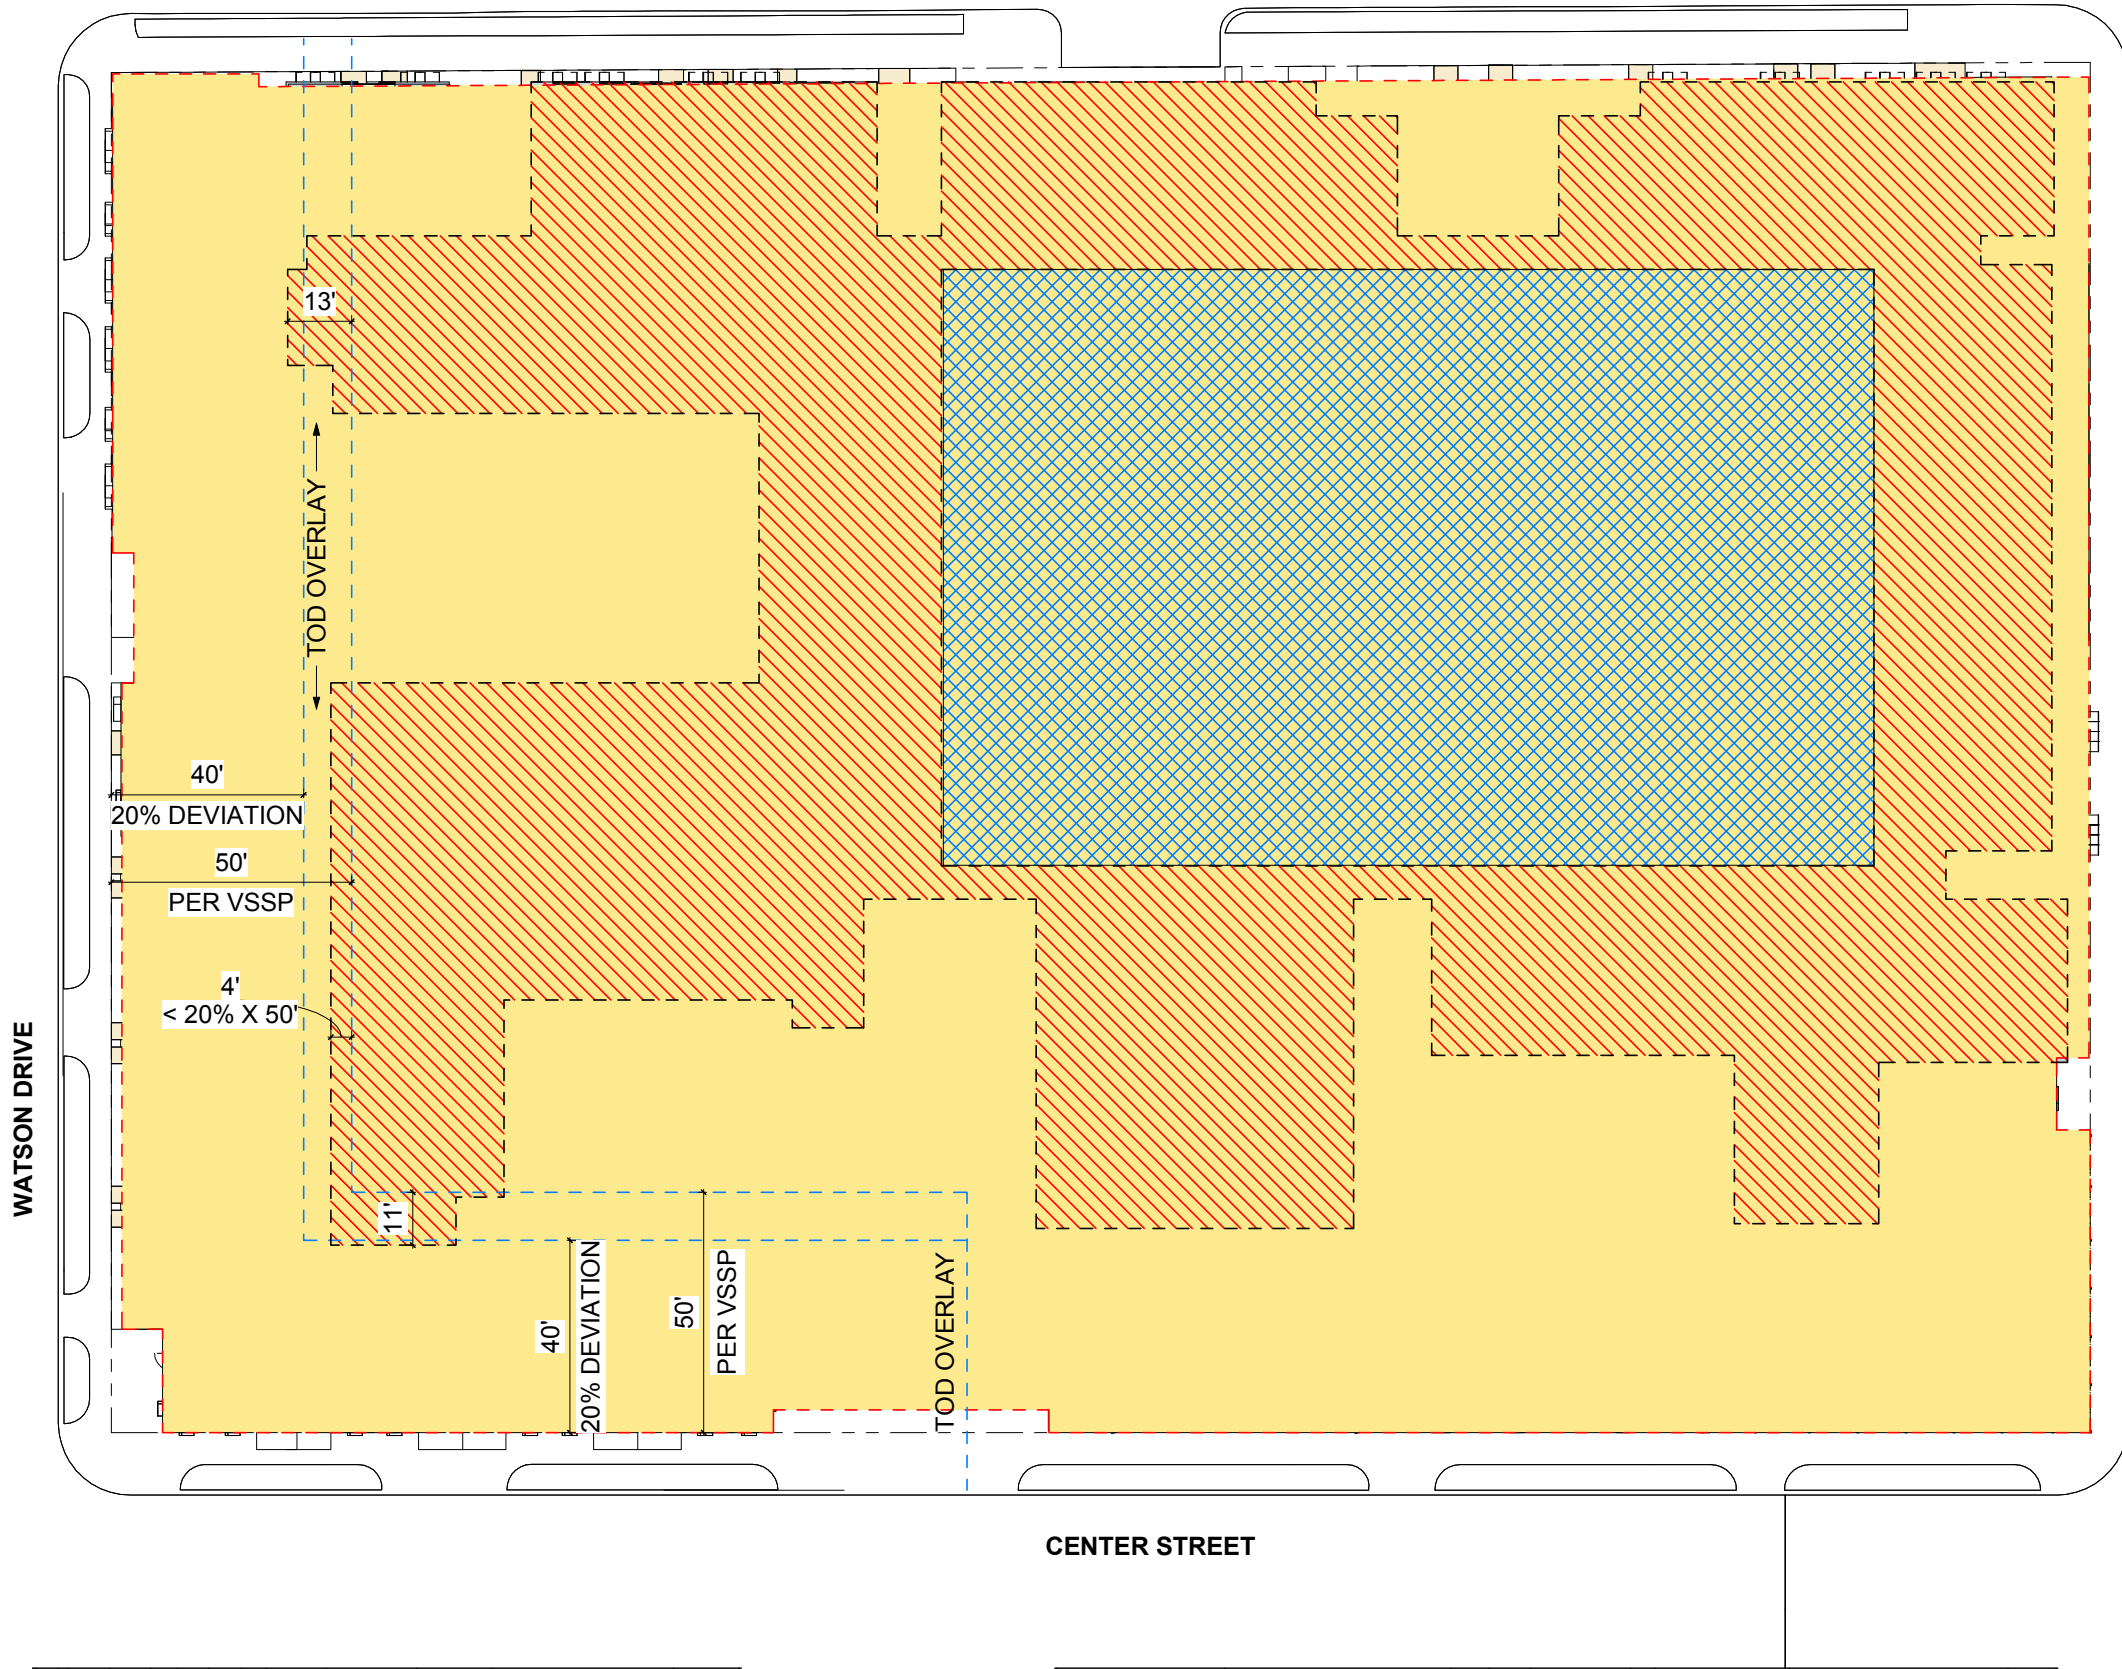 13'
TOD OVERLAY
40'
20% DEVIATION
50'
PER VSSP
4'
< 20% X 50'
WATSON DRIVE
11'
40'
20% DEVIATION
50'
PER VSSP
TOD OVERLAY
CENTER STREET